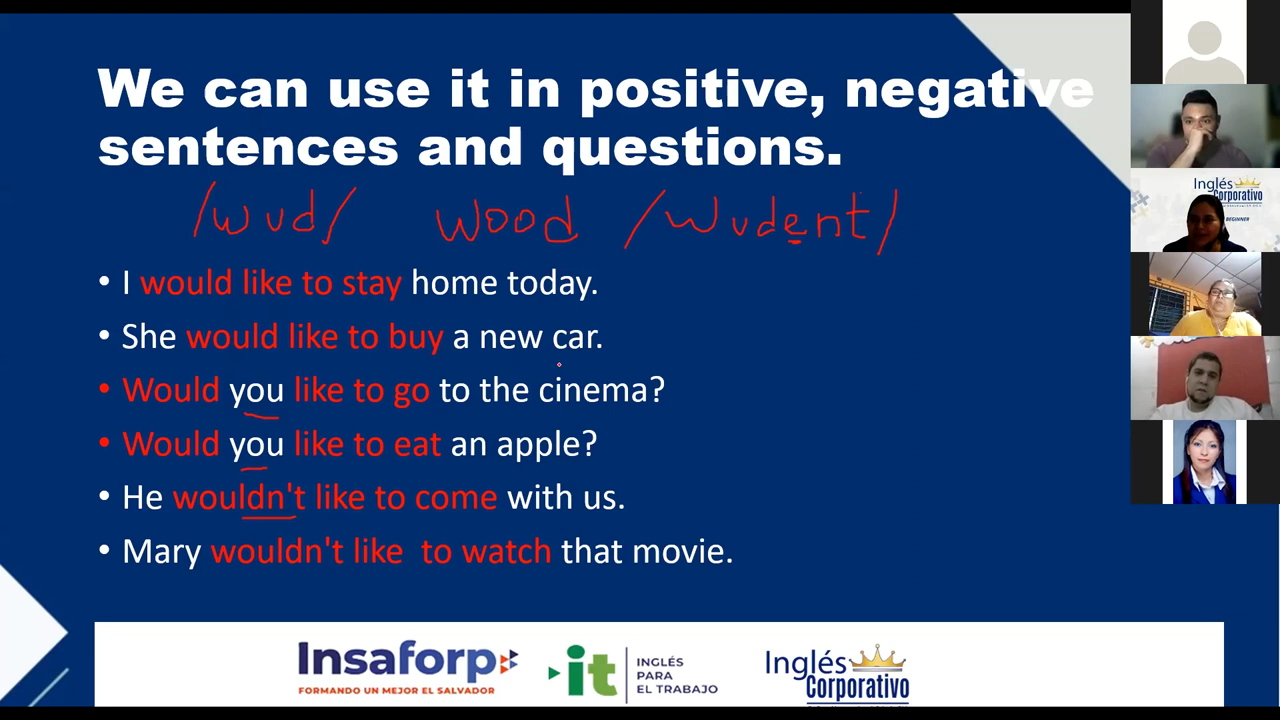 We can use it in positive, negative
sentences and questions.
/wud/ wood /wudent/
• I would like to stay home today.
• She would like to buy a new car.
• Would you like to go to the cinema?
• Would you like to eat an apple?
• He wouldn't like to come with us.
• Mary wouldn't like to watch that movie.
Insaforp
FORMANDO UN MEJOR EL SALVADOR
it
INGLÉS
PARA
EL TRABAJO
Inglés
Corporativo
Inglés
Corporativo
BEGINNER